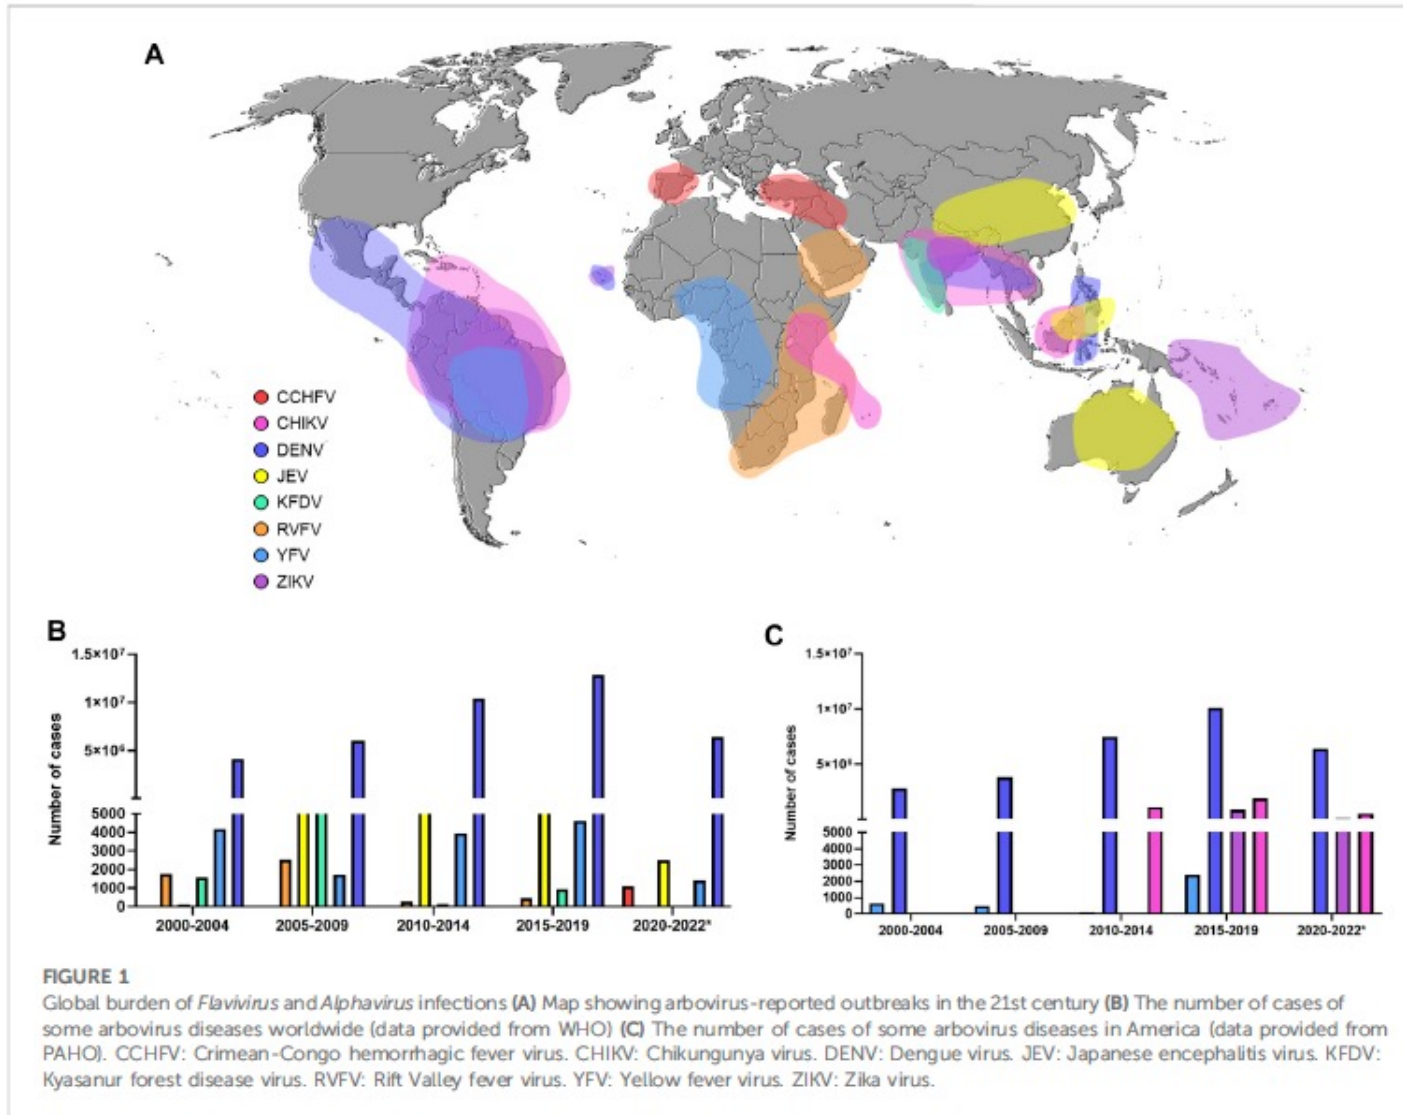 A
CCHFV
CHIKV
DENV
JEV
KFDV
RVFV
YFV
ZIKV
B
Number of cases
1.5×10⁷
1×10⁷
5×10⁶
5000
4000
3000
2000
1000
0
2000-2004
2005-2009
2010-2014
2015-2019
2020-2022*
C
Number of cases
1.5×10⁷
1×10⁷
5×10⁶
5000
4000
3000
2000
1000
0
2000-2004
2005-2009
2010-2014
2015-2019
2020-2022*
FIGURE 1
Global burden of Flavivirus and Alphavirus infections (A) Map showing arbovirus-reported outbreaks in the 21st century (B) The number of cases of
some arbovirus diseases worldwide (data provided from WHO) (C) The number of cases of some arbovirus diseases in America (data provided from
PAHO). CCHFV: Crimean-Congo hemorrhagic fever virus. CHIKV: Chikungunya virus. DENV: Dengue virus. JEV: Japanese encephalitis virus. KFDV:
Kyasanur forest disease virus. RVFV: Rift Valley fever virus. YFV: Yellow fever virus. ZIKV: Zika virus.